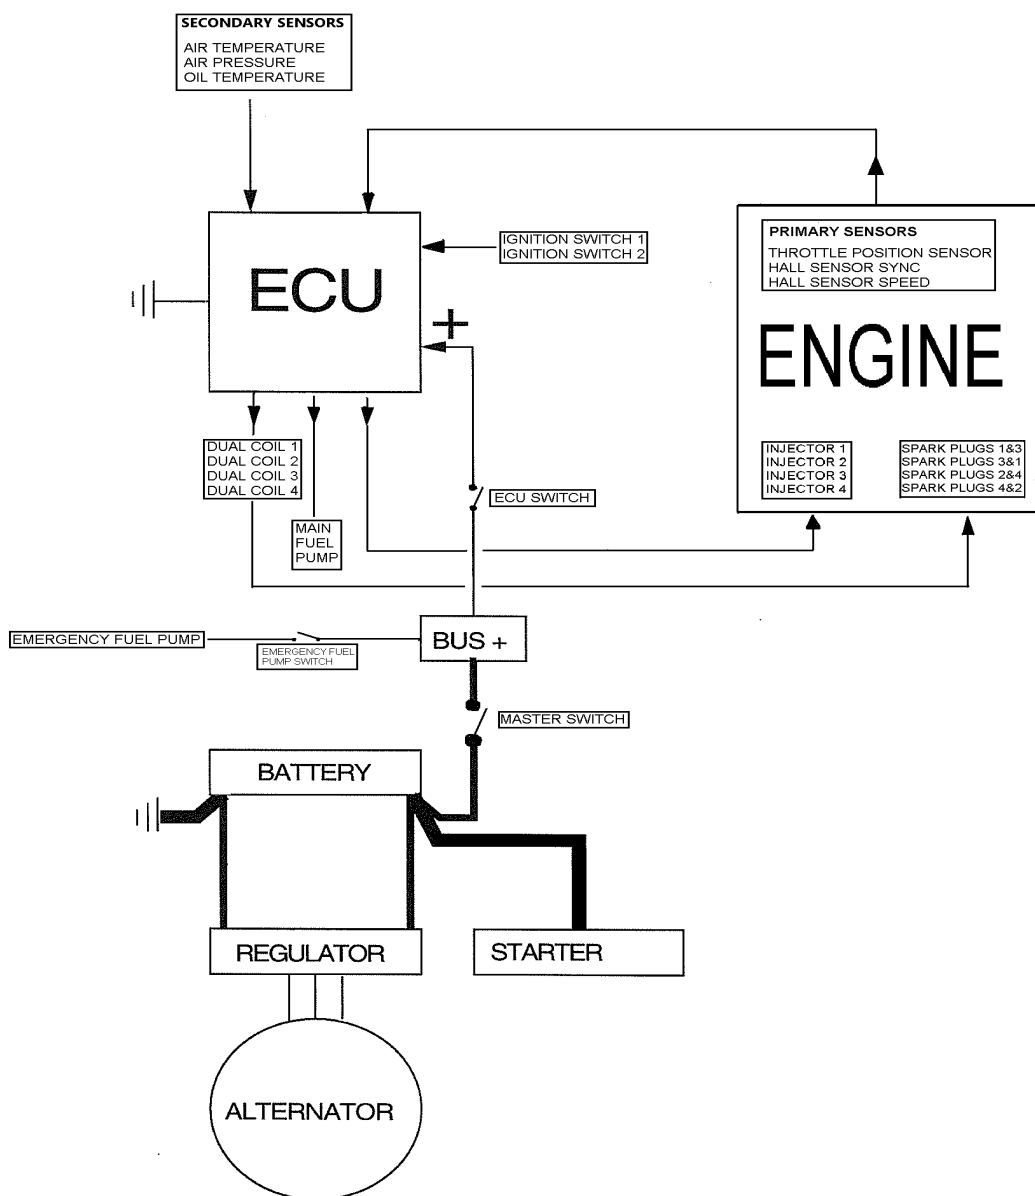 SECONDARY SENSORS
AIR TEMPERATURE
AIR PRESSURE
OIL TEMPERATURE
IGNITION SWITCH 1
IGNITION SWITCH 2
PRIMARY SENSORS
THROTTLE POSITION SENSOR
HALL SENSOR SYNC
HALL SENSOR SPEED
ECU
+
ENGINE
DUAL COIL 1
DUAL COIL 2
DUAL COIL 3
DUAL COIL 4
INJECTOR 1
INJECTOR 2
INJECTOR 3
INJECTOR 4
SPARK PLUGS 1&3
SPARK PLUGS 3&1
SPARK PLUGS 2&4
SPARK PLUGS 4&2
ECU SWITCH
MAIN
FUEL
PUMP
EMERGENCY FUEL PUMP
EMERGENCY FUEL
PUMP SWITCH
BUS +
MASTER SWITCH
BATTERY
REGULATOR
STARTER
ALTERNATOR